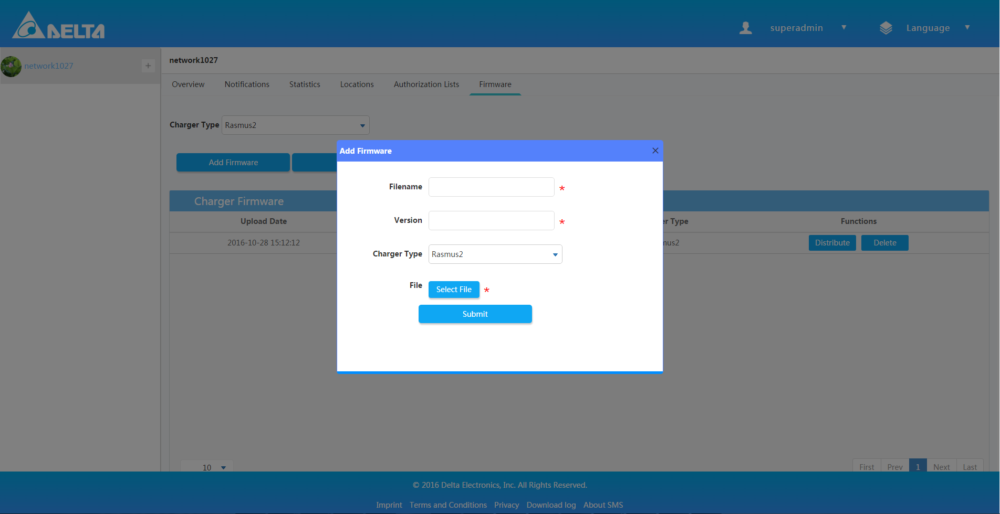 DELTA
superadmin
Language
network1027
+
network1027
Overview Notifications Statistics Locations Authorization Lists Firmware
Charger Type Rasmus2
Add Firmware
Add Firmware
Filename *
Version *
Charger Type Rasmus2
File Select File *
Submit
Charger Firmware
Upload Date Type Functions
2016-10-28 15:12:12 Distribute Delete
10
First Prev 1 Next Last
© 2016 Delta Electronics, Inc. All Rights Reserved.
Imprint Terms and Conditions Privacy Download log About SMS